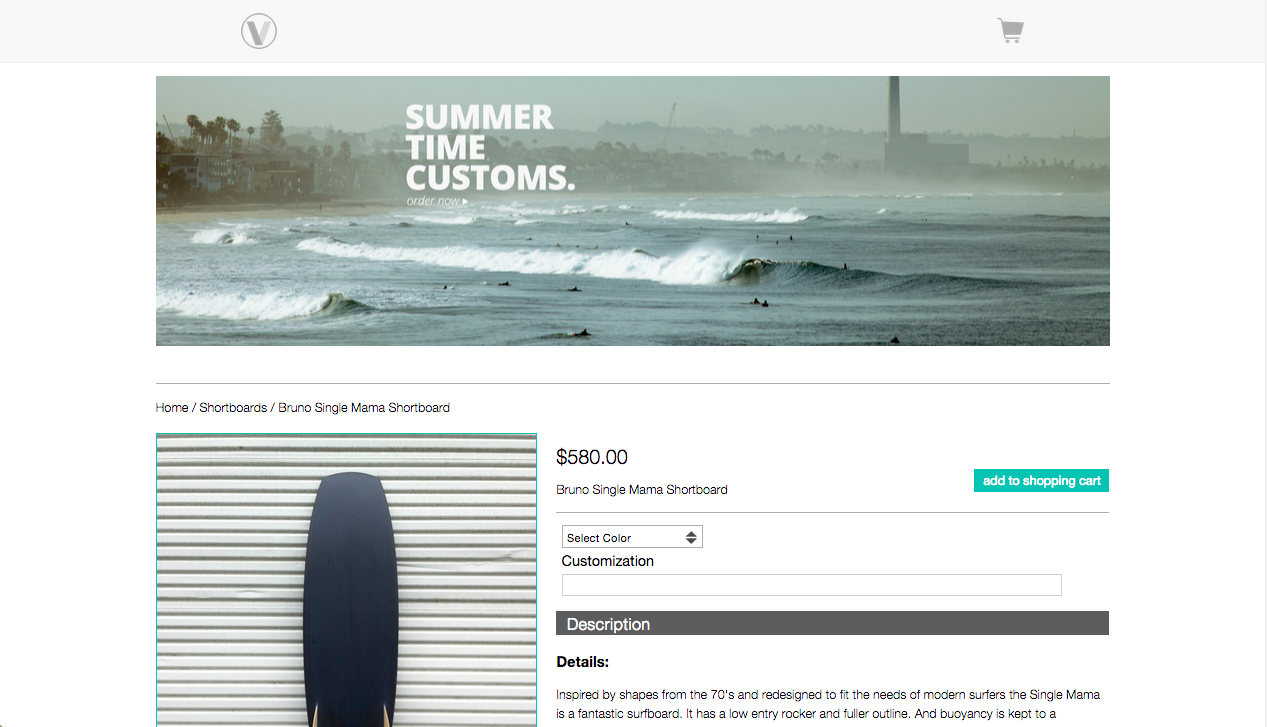 SUMMER
TIME
CUSTOMS.
order now
Home / Shortboards / Bruno Single Mama Shortboard
$580.00
add to shopping cart
Bruno Single Mama Shortboard
Select Color
Customization
Description
Details:
Inspired by shapes from the 70's and redesigned to fit the needs of modern surfers the Single Mama
is a fantastic surfboard. It has a low entry rocker and fuller outline. And buoyancy is kept to a